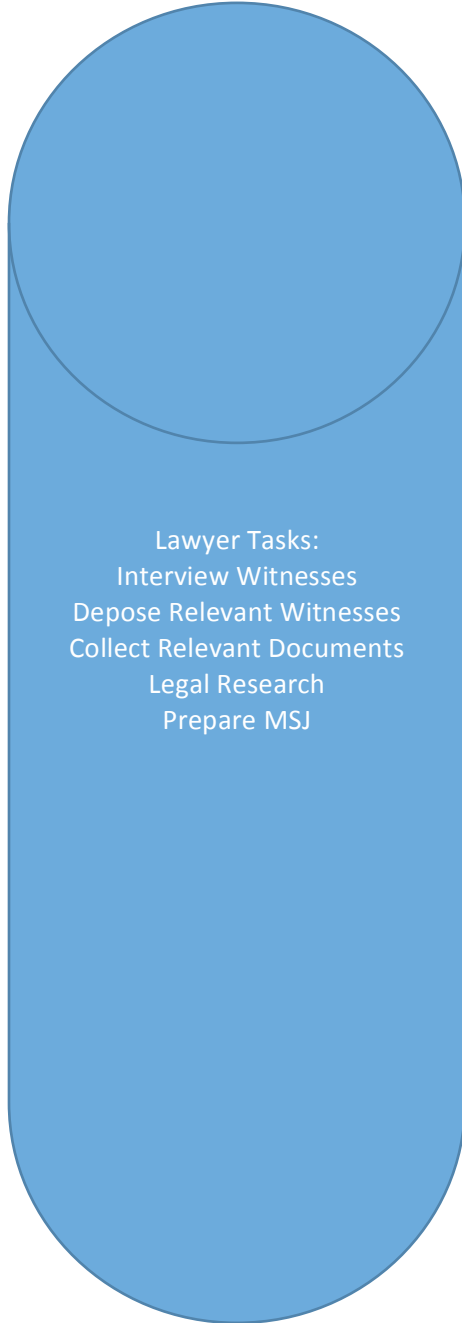 Lawyer Tasks:
Interview Witnesses
Depose Relevant Witnesses
Collect Relevant Documents
Legal Research
Prepare MSJ